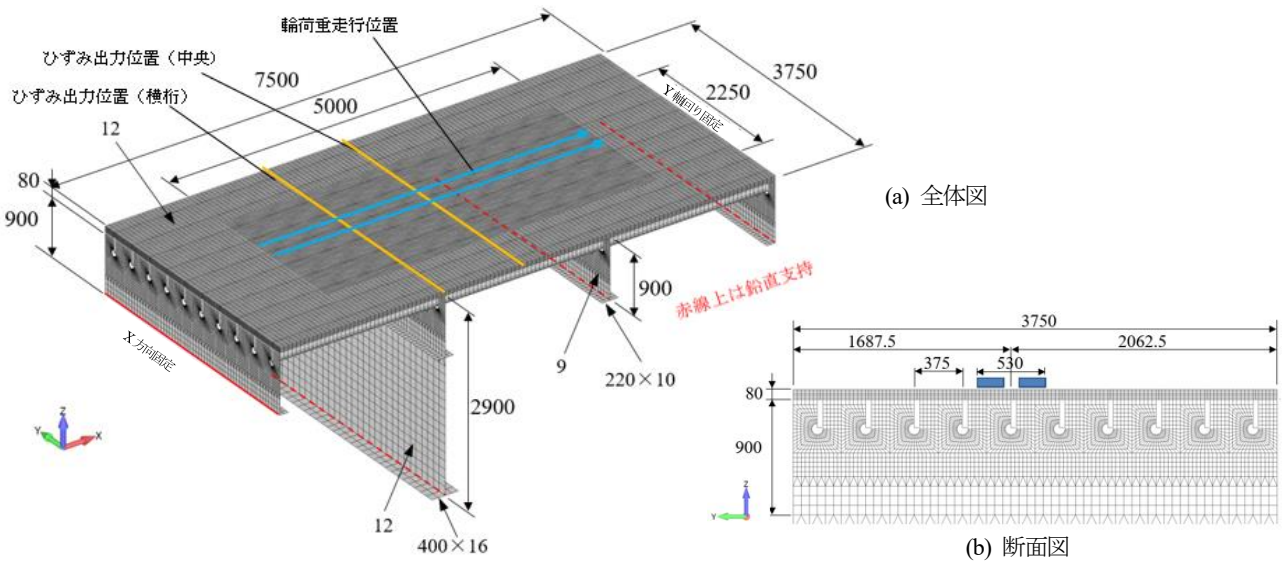 輪荷重走行位置
ひずみ出力位置（中央）
ひずみ出力位置（横桁）
7500
5000
3750
2250
Y軸回り固定
12
80
900
X方向固定
(a) 全体図
900
赤線上は鉛直支持
9
220×10
2900
12
400×16
Z
Y
X
3750
1687.5
2062.5
375
530
80
900
Z
Y
(b) 断面図